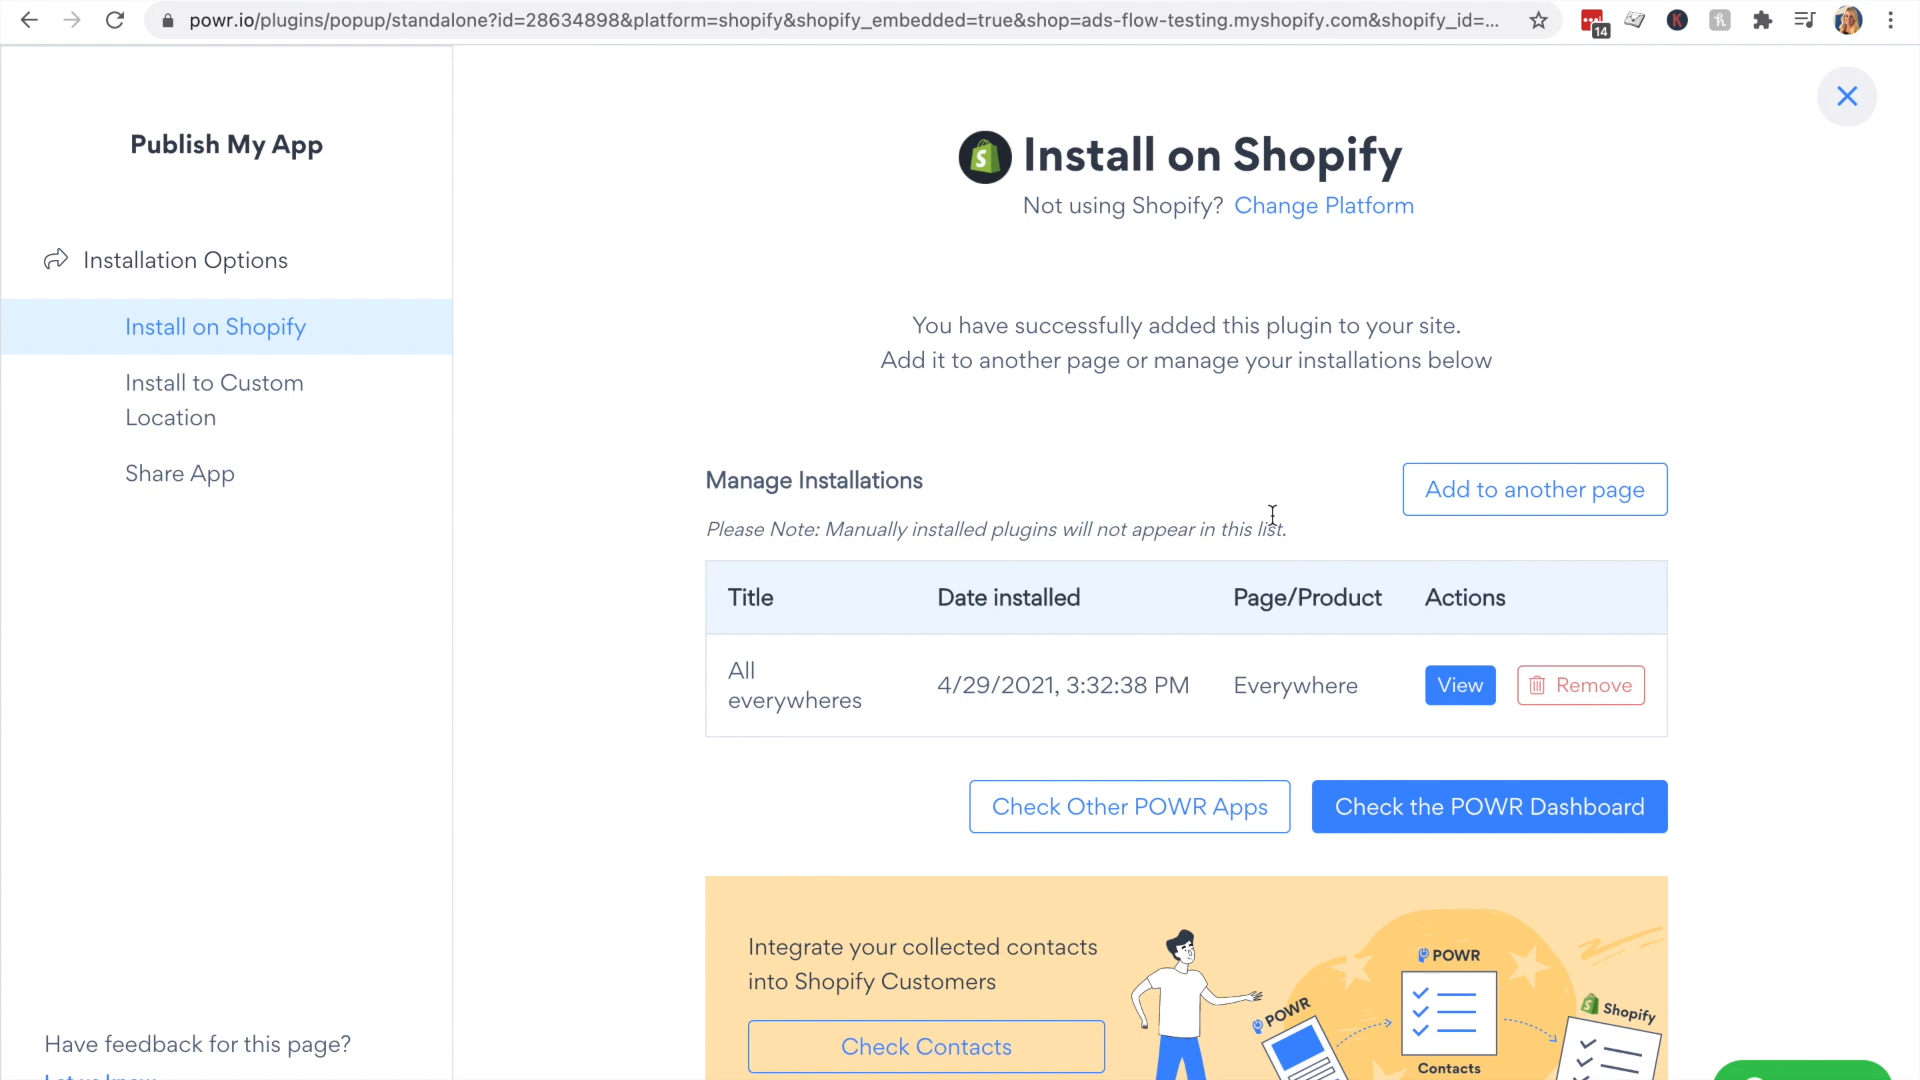 powr.io/plugins/popup/standalone?id=28634898&platform=shopify&shopify_embedded=true&shop=ads-flow-testing.myshopify.com&shopify_id=...
14
K
Publish My App
Installation Options
Install on Shopify
Install to Custom
Location
Share App
Have feedback for this page?
Let us know
Install on Shopify
Not using Shopify? Change Platform
You have successfully added this plugin to your site.
Add it to another page or manage your installations below
Manage Installations
Add to another page
Please Note: Manually installed plugins will not appear in this list.
Title Date installed Page/Product Actions
All
everywheres
4/29/2021, 3:32:38 PM Everywhere View Remove
Check Other POWR Apps Check the POWR Dashboard
Integrate your collected contacts
into Shopify Customers
Check Contacts
POWR
POWR
Contacts
Shopify